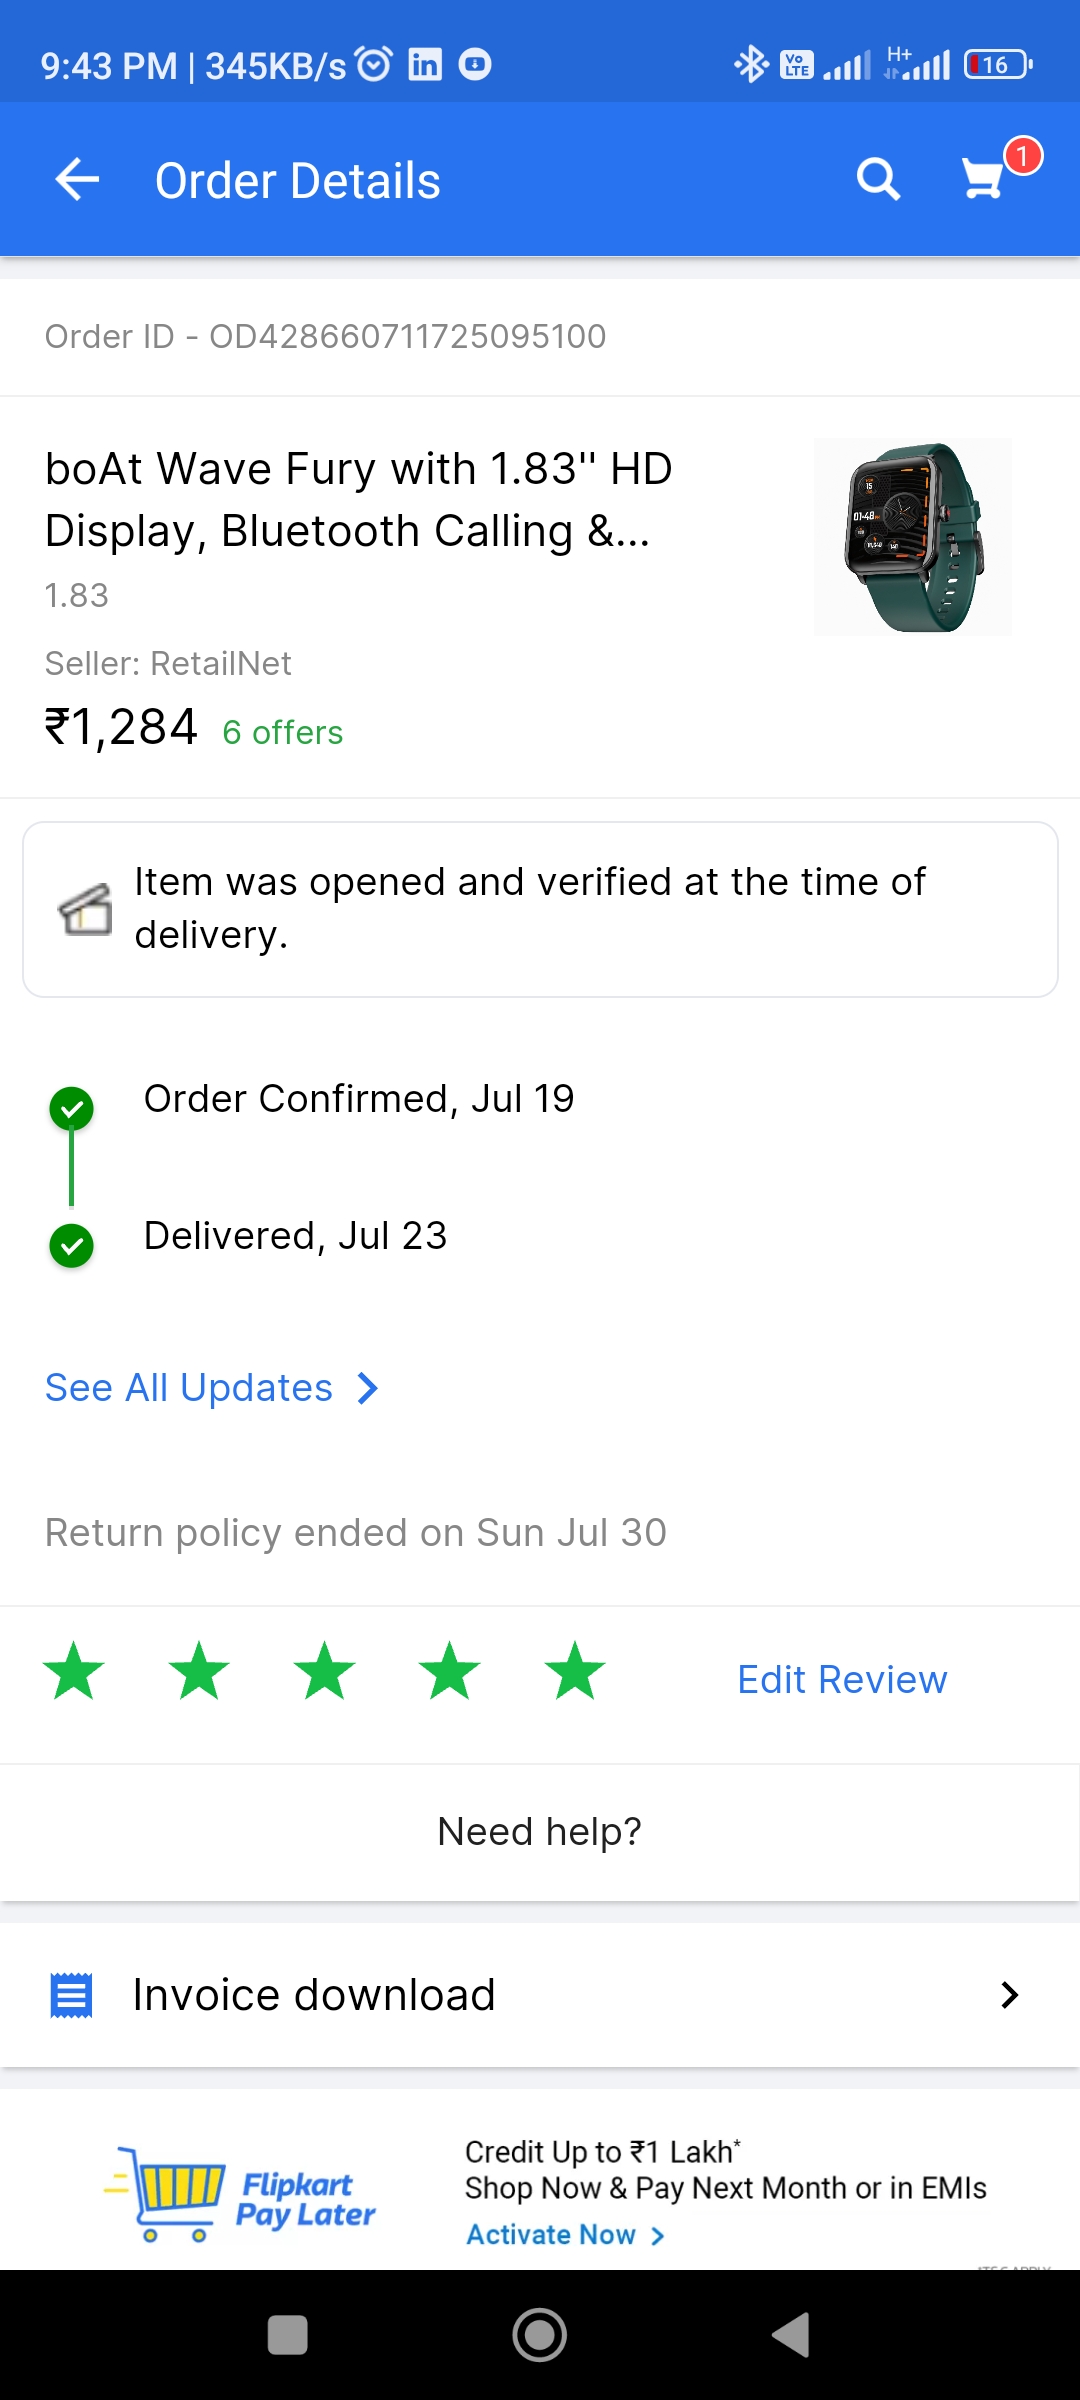 9:43 PM | 345KB/s
Vo LTE
H+
16
Order Details
1
Order ID - OD428660711725095100
boAt Wave Fury with 1.83'' HD
Display, Bluetooth Calling &...
1.83
Seller: RetailNet
₹1,284 6 offers
Item was opened and verified at the time of
delivery.
Order Confirmed, Jul 19
Delivered, Jul 23
See All Updates
Return policy ended on Sun Jul 30
Edit Review
Need help?
Invoice download
Flipkart
Pay Later
Credit Up to ₹1 Lakh*
Shop Now & Pay Next Month or in EMIs
Activate Now